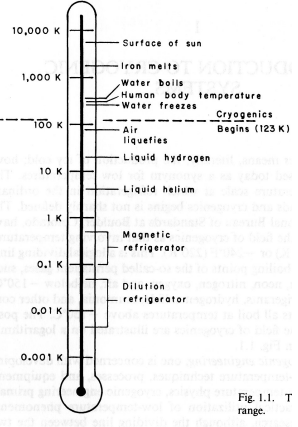 10,000 K
Surface of sun
Iron melts
1,000 K
Water boils
Human body temperature
Water freezes
Cryogenics
Begins (123 K)
100 K
Air
liquefies
Liquid hydrogen
10 K
Liquid helium
1 K
Magnetic
refrigerator
0.1 K
Dilution
refrigerator
0.01 K
0.001 K
Fig. 1.1. T
range.